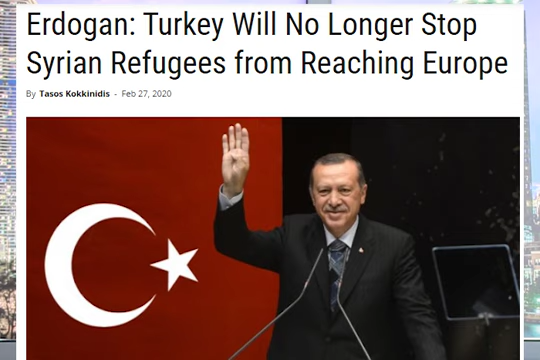 Erdogan: Turkey Will No Longer Stop
Syrian Refugees from Reaching Europe
By Tasos Kokkinidis - Feb 27, 2020